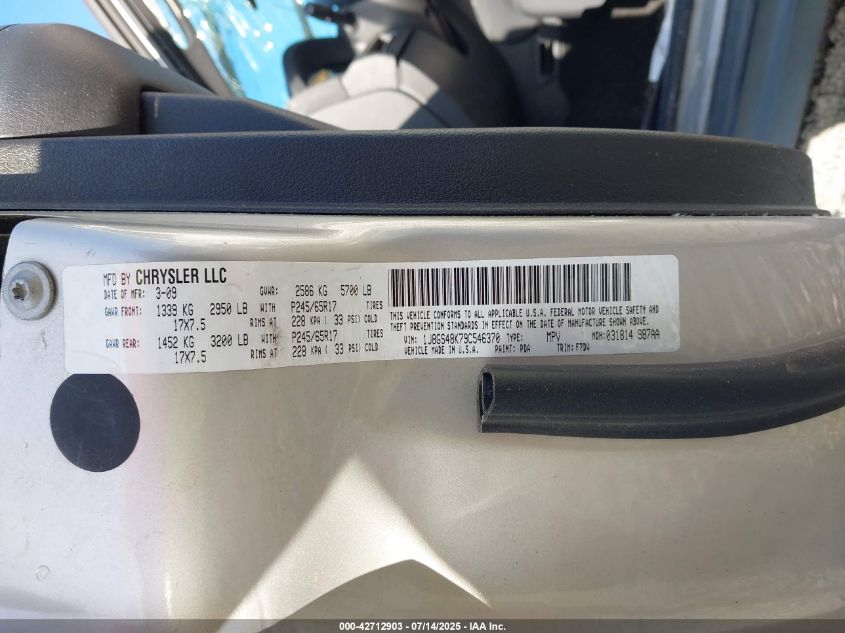 MFD BY CHRYSLER LLC
DATE OF MFR: 3-09 GVWR: 2586 KG 5700 LB
GAWR FRONT: 1339 KG 2950 LB WITH P245/65R17 TIRES
17X7.5 RIMS AT 228 KPA ( 33 PSI) COLD
GAWR REAR: 1452 KG 3200 LB WITH P245/65R17 TIRES
17X7.5 RIMS AT 228 KPA ( 33 PSI) COLD
THIS VEHICLE CONFORMS TO ALL APPLICABLE U.S.A. FEDERAL MOTOR VEHICLE SAFETY AND
THEFT PREVENTION STANDARDS IN EFFECT ON THE DATE OF MANUFACTURE SHOWN ABOVE.
VIN: 1J8GS48K79C546370 TYPE: MPV MDH: 031814 987AA
VEHICLE MADE IN U.S.A. PAINT: PDA TRIM: F7DV
000-42712903 - 07/14/2025 - IAA Inc.